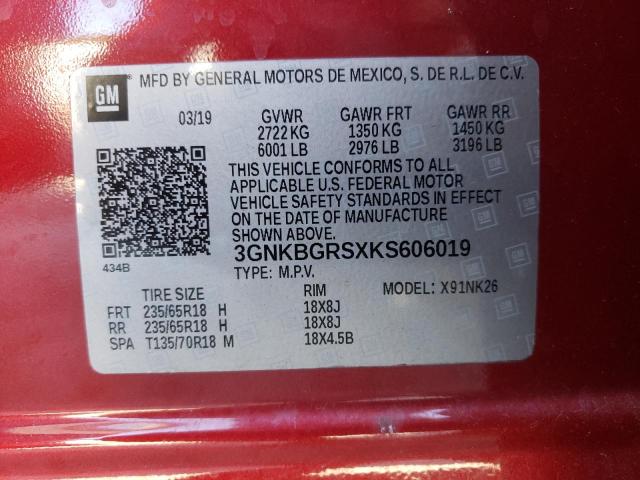 GM MFD BY GENERAL MOTORS DE MEXICO, S. DE R.L. DE C.V.
03/19 GVWR GAWR FRT GAWR RR
2722 KG 1350 KG 1450 KG
6001 LB 2976 LB 3196 LB
THIS VEHICLE CONFORMS TO ALL
APPLICABLE U.S. FEDERAL MOTOR
VEHICLE SAFETY STANDARDS IN EFFECT
ON THE DATE OF MANUFACTURE
SHOWN ABOVE.
3GNKBGRSXKS606019
434B TYPE: M.P.V. MODEL: X91NK26
TIRE SIZE RIM
FRT 235/65R18 H 18X8J
RR 235/65R18 H 18X8J
SPA T135/70R18 M 18X4.5B